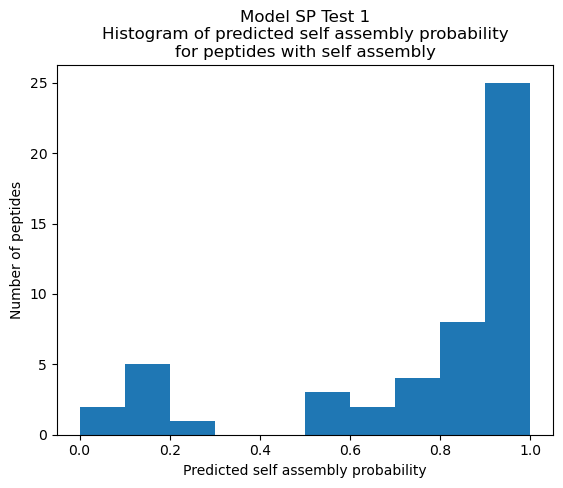 Model SP Test 1
Histogram of predicted self assembly probability
for peptides with self assembly
25
20
15
10
5
0
Number of peptides
0.0 0.2 0.4 0.6 0.8 1.0
Predicted self assembly probability